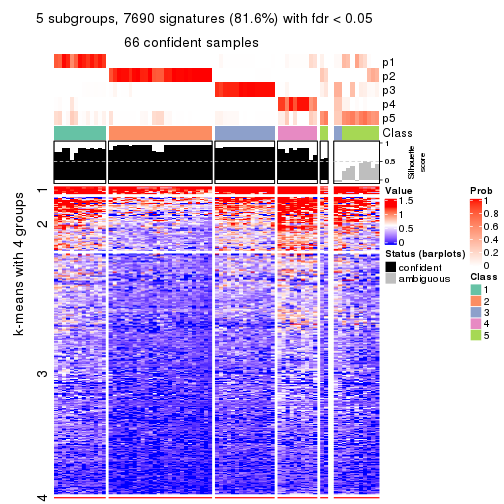 5 subgroups, 7690 signatures (81.6%) with fdr < 0.05
66 confident samples
p1
p2
p3
p4
p5
Class
1
0.5
0
Silhouette
score
k-means with 4 groups
1
2
3
4
Value
1.5
1
0.5
0
Status (barplots)
confident
ambiguous
Prob
1
0.8
0.6
0.4
0.2
0
Class
1
2
3
4
5